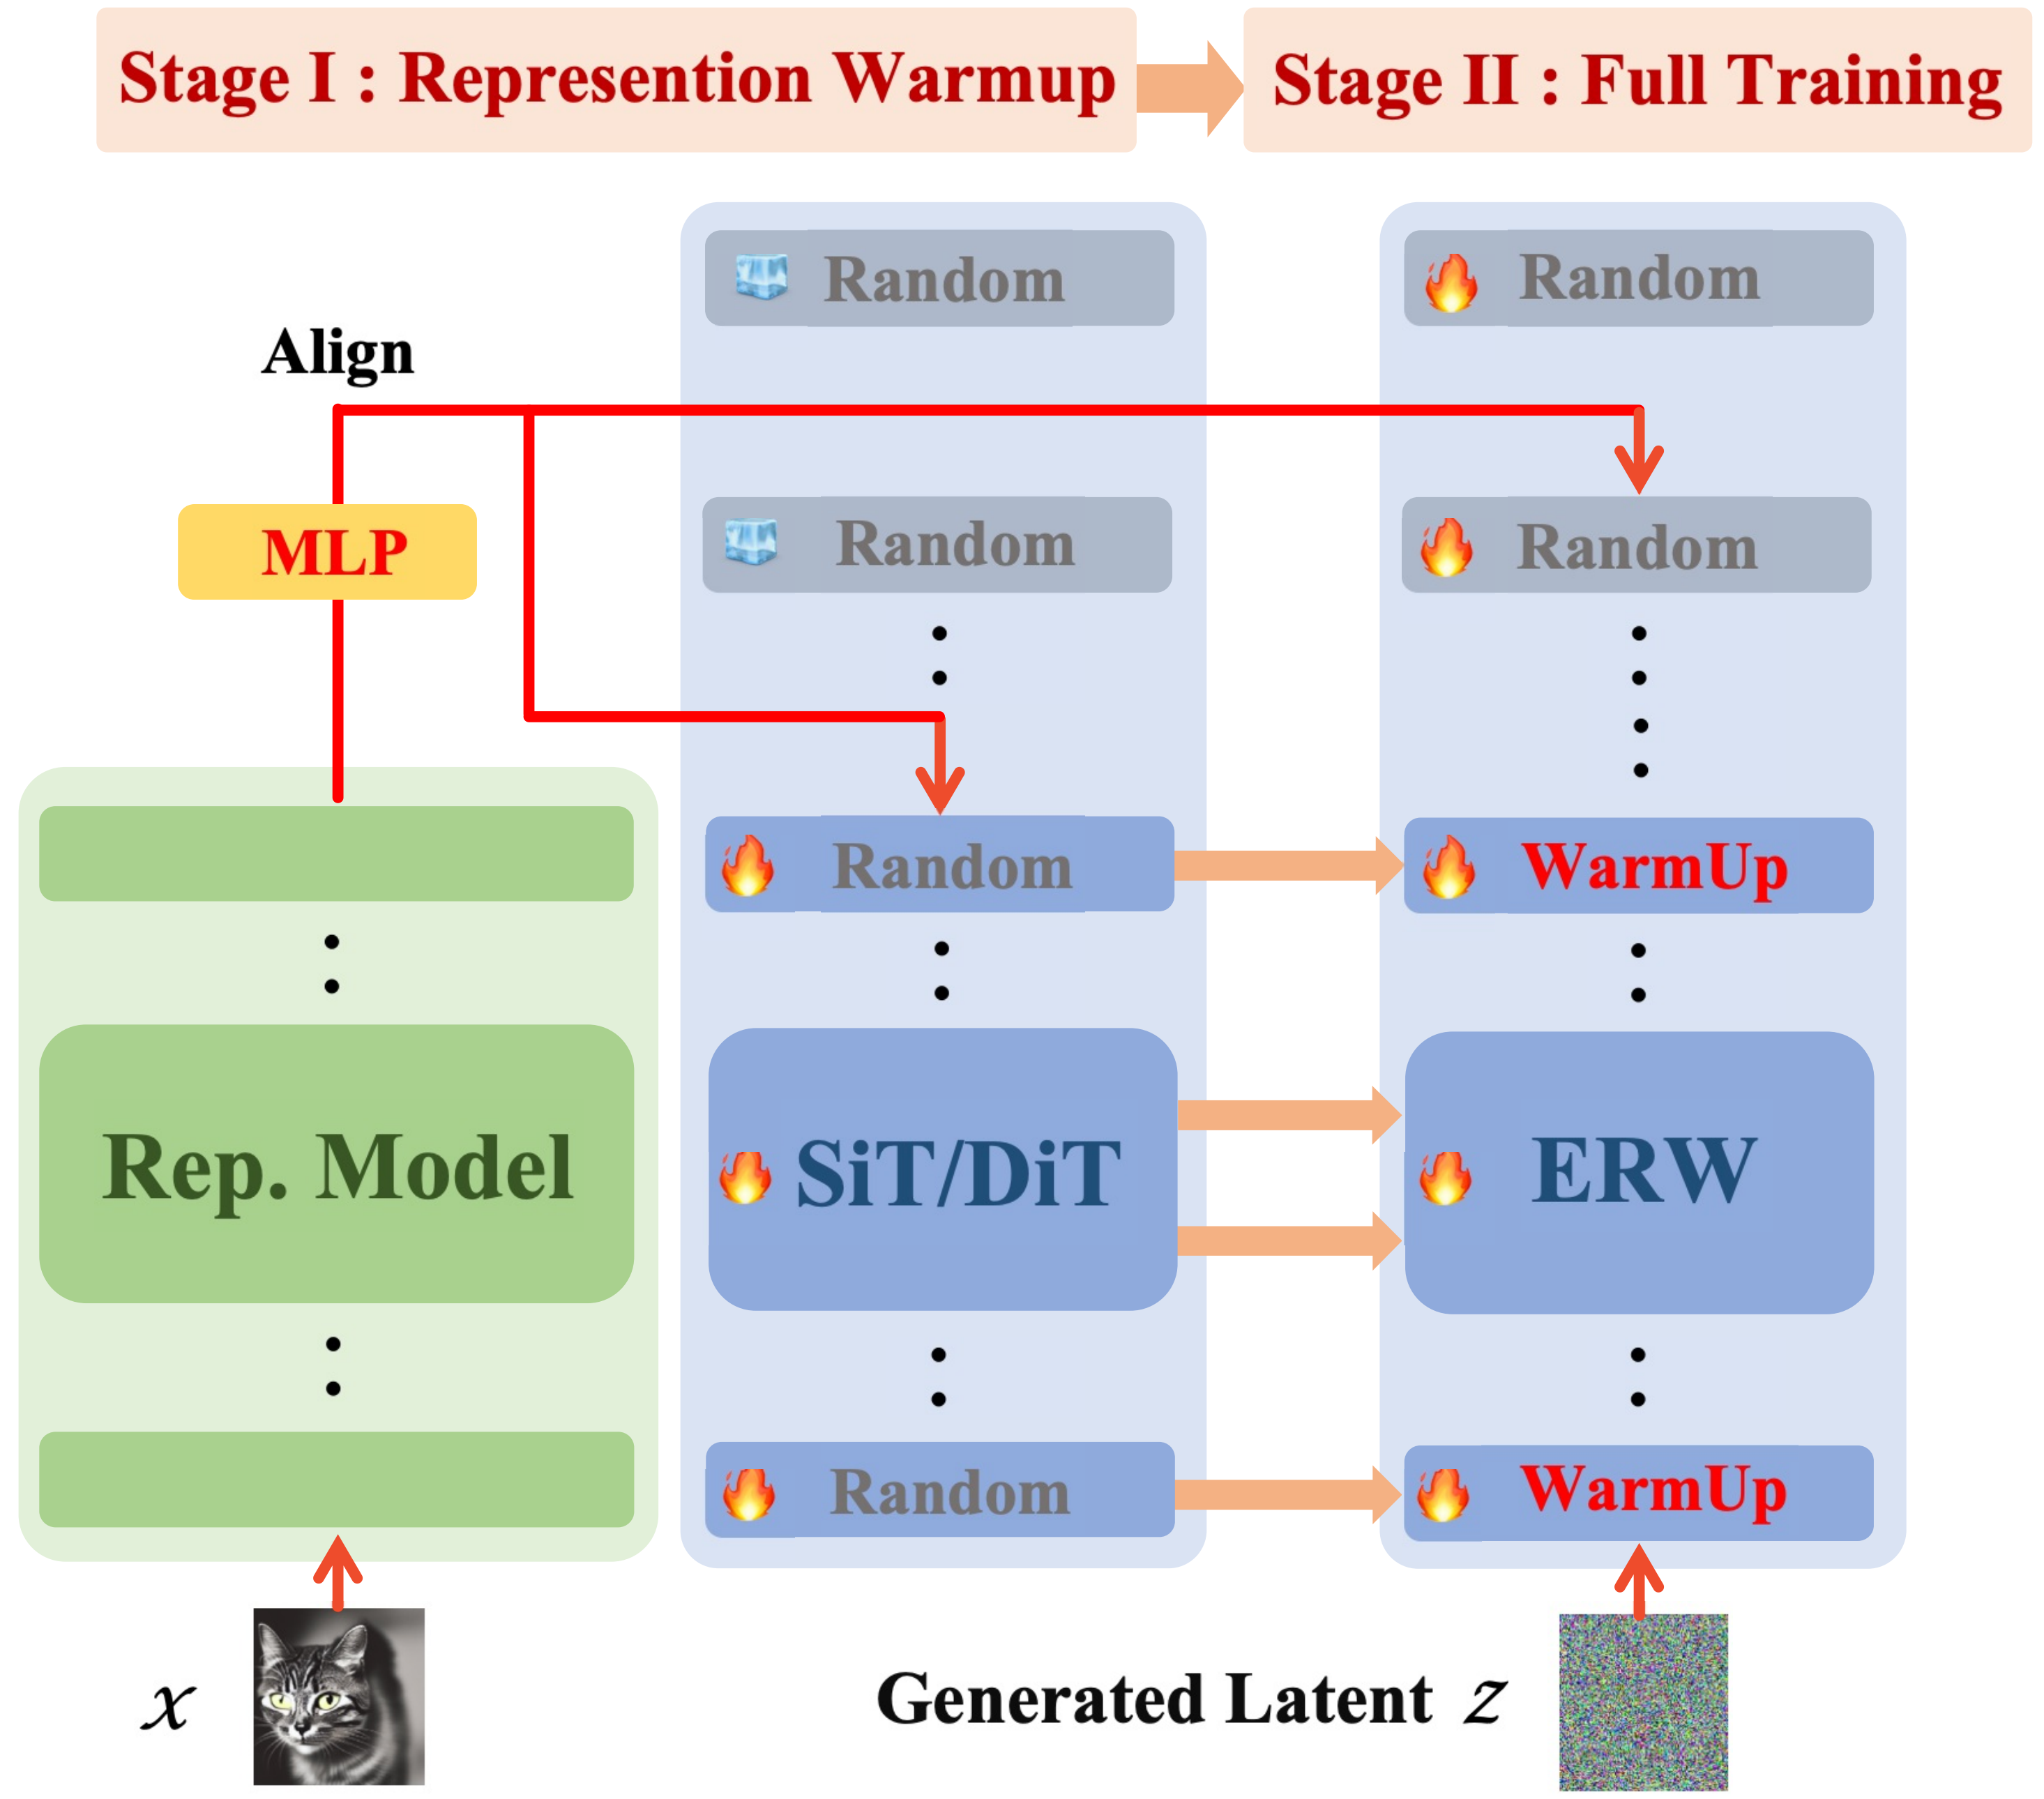 Stage I : Represention Warmup
Stage II : Full Training
Random
Random
Align
Random
Random
MLP
Random
WarmUp
Rep. Model
SiT/DiT
ERW
Random
WarmUp
x
Generated Latent z